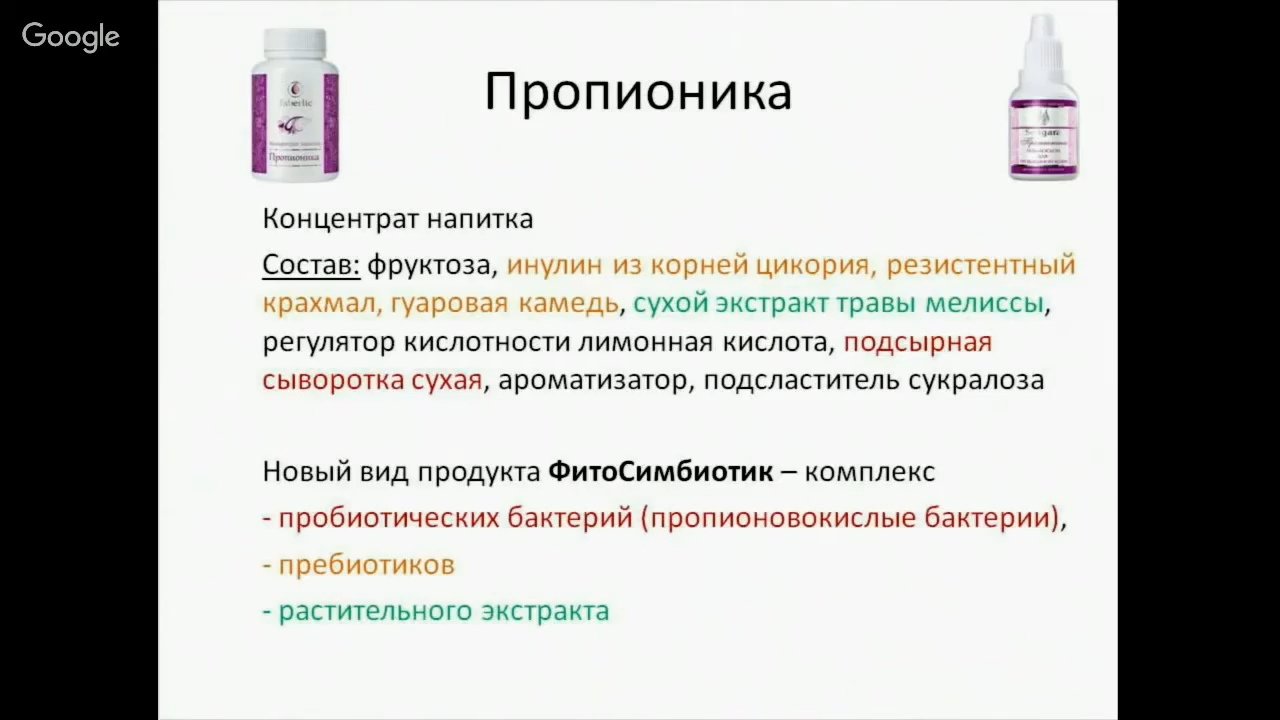 Google
Пропионика
faberlic
Пропионика
Концентрат напитка
Состав: фруктоза, инулин из корней цикория, резистентный
крахмал, гуаровая камедь, сухой экстракт травы мелиссы,
регулятор кислотности лимонная кислота, подсырная
сыворотка сухая, ароматизатор, подсластитель сукралоза
Новый вид продукта ФитоСимбиотик – комплекс
- пробиотических бактерий (пропионовокислые бактерии),
- пребиотиков
- растительного экстракта